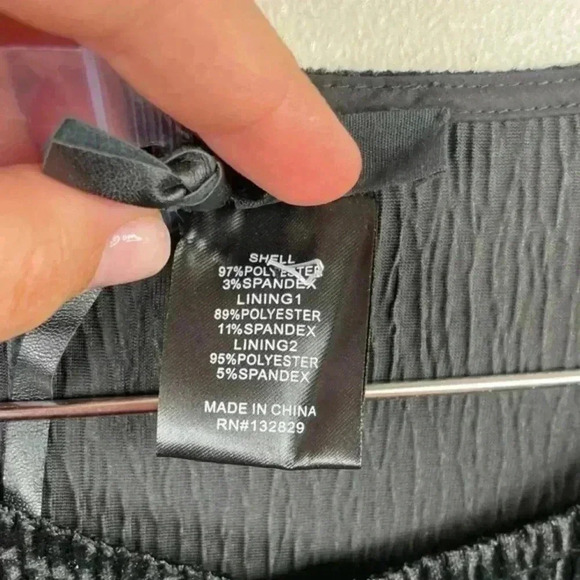 SHELL
97%POLYESTER
3%SPANDEX
LINING1
89%POLYESTER
11%SPANDEX
LINING2
95%POLYESTER
5%SPANDEX
MADE IN CHINA
RN#132829